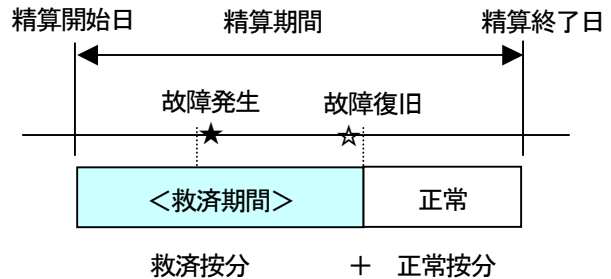 精算開始日 精算期間 精算終了日
故障発生 故障復旧
★ ☆
<救済期間> 正常
救済按分 + 正常按分